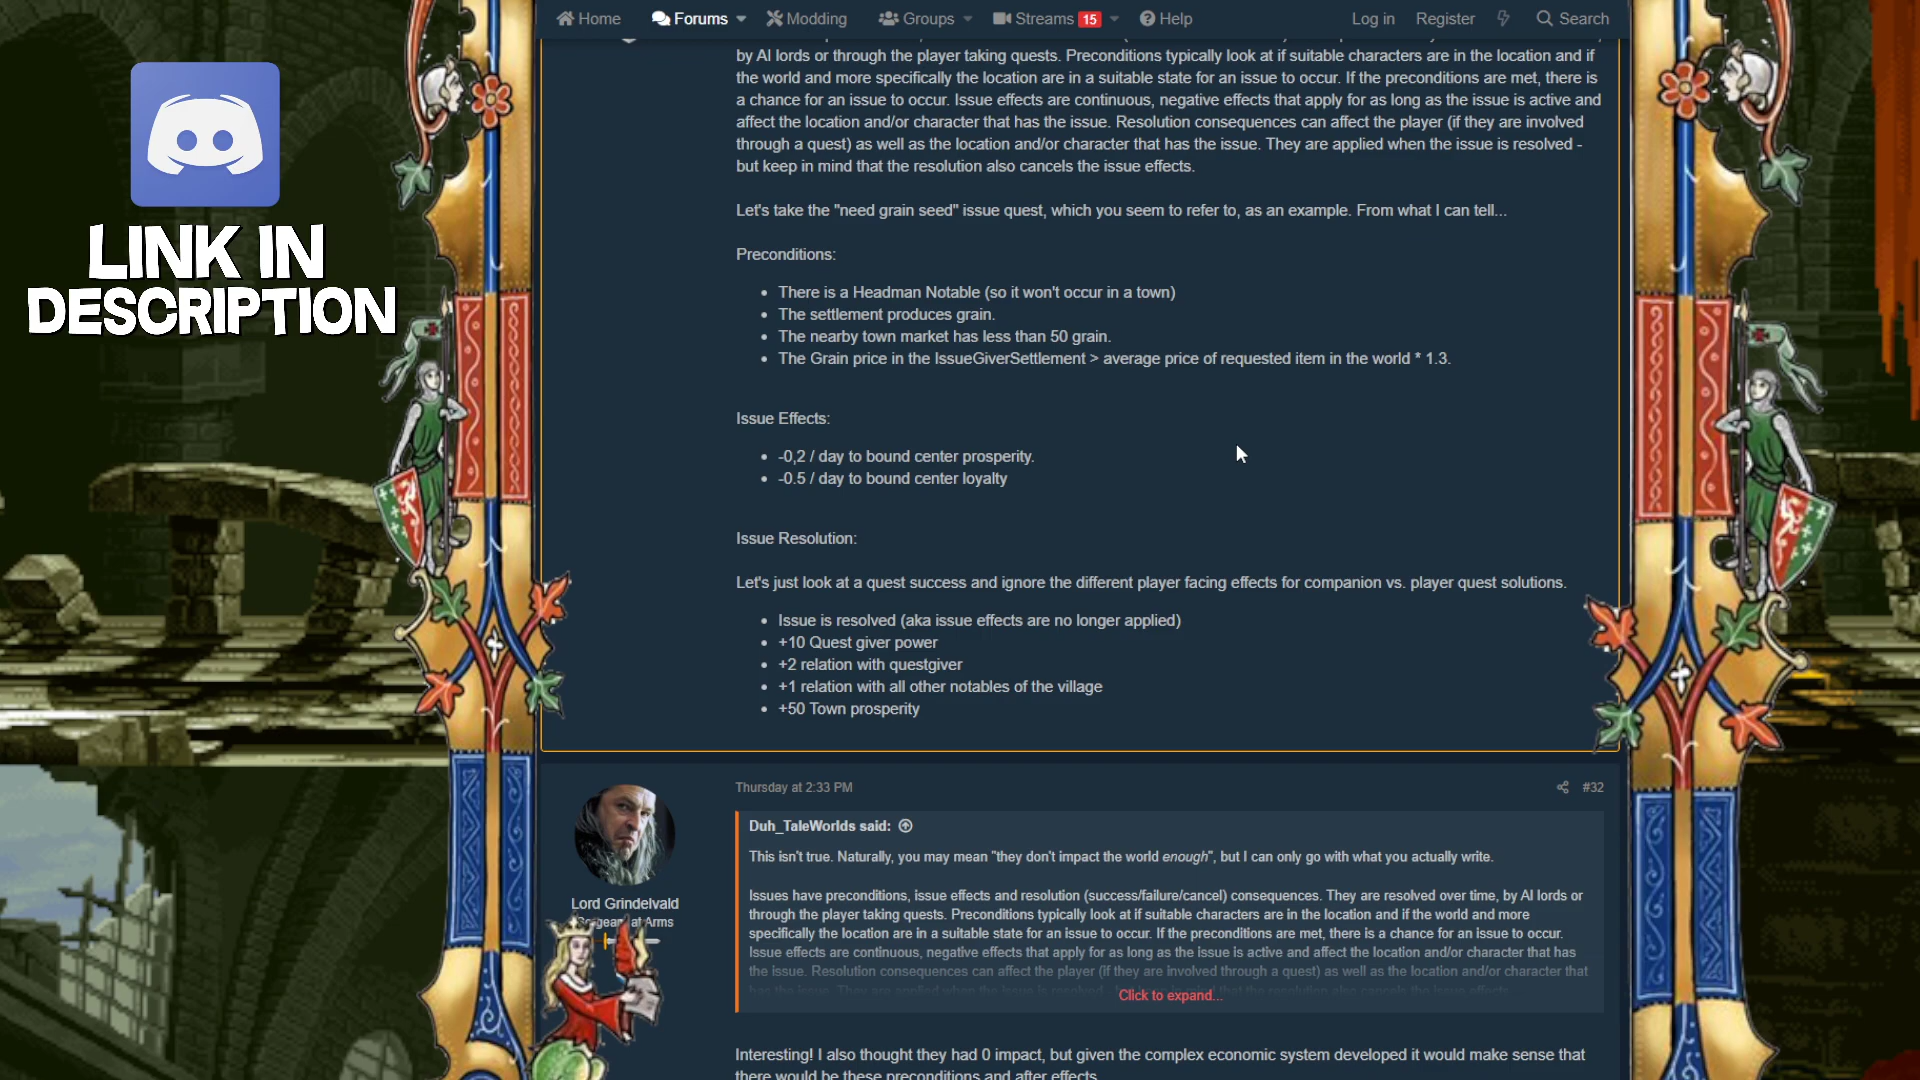 Home
Forums
Modding
Groups
Streams 15
Help
Log in
Register
Search
LINK IN
DESCRIPTION
by AI lords or through the player taking quests. Preconditions typically look at if suitable characters are in the location and if
the world and more specifically the location are in a suitable state for an issue to occur. If the preconditions are met, there is
a chance for an issue to occur. Issue effects are continuous, negative effects that apply for as long as the issue is active and
affect the location and/or character that has the issue. Resolution consequences can affect the player (if they are involved
through a quest) as well as the location and/or character that has the issue. They are applied when the issue is resolved -
but keep in mind that the resolution also cancels the issue effects.
Let's take the "need grain seed" issue quest, which you seem to refer to, as an example. From what I can tell...
Preconditions:
• There is a Headman Notable (so it won't occur in a town)
• The settlement produces grain.
• The nearby town market has less than 50 grain.
• The Grain price in the IssueGiverSettlement > average price of requested item in the world * 1.3.
Issue Effects:
• -0,2 / day to bound center prosperity.
• -0.5 / day to bound center loyalty
Issue Resolution:
Let's just look at a quest success and ignore the different player facing effects for companion vs. player quest solutions.
• Issue is resolved (aka issue effects are no longer applied)
• +10 Quest giver power
• +2 relation with questgiver
• +1 relation with all other notables of the village
• +50 Town prosperity
Thursday at 2:33 PM
#32
Lord Grindelvald
at Arms
Duh_TaleWorlds said:
This isn't true. Naturally, you may mean "they don't impact the world enough", but I can only go with what you actually write.
Issues have preconditions, issue effects and resolution (success/failure/cancel) consequences. They are resolved over time, by AI lords or
through the player taking quests. Preconditions typically look at if suitable characters are in the location and if the world and more
specifically the location are in a suitable state for an issue to occur. If the preconditions are met, there is a chance for an issue to occur.
Issue effects are continuous, negative effects that apply for as long as the issue is active and affect the location and/or character that has
the issue. Resolution consequences can affect the player (if they are involved through a quest) as well as the location and/or character that
Click to expand...
Interesting! I also thought they had 0 impact, but given the complex economic system developed it would make sense that
there would be these preconditions and after effects.